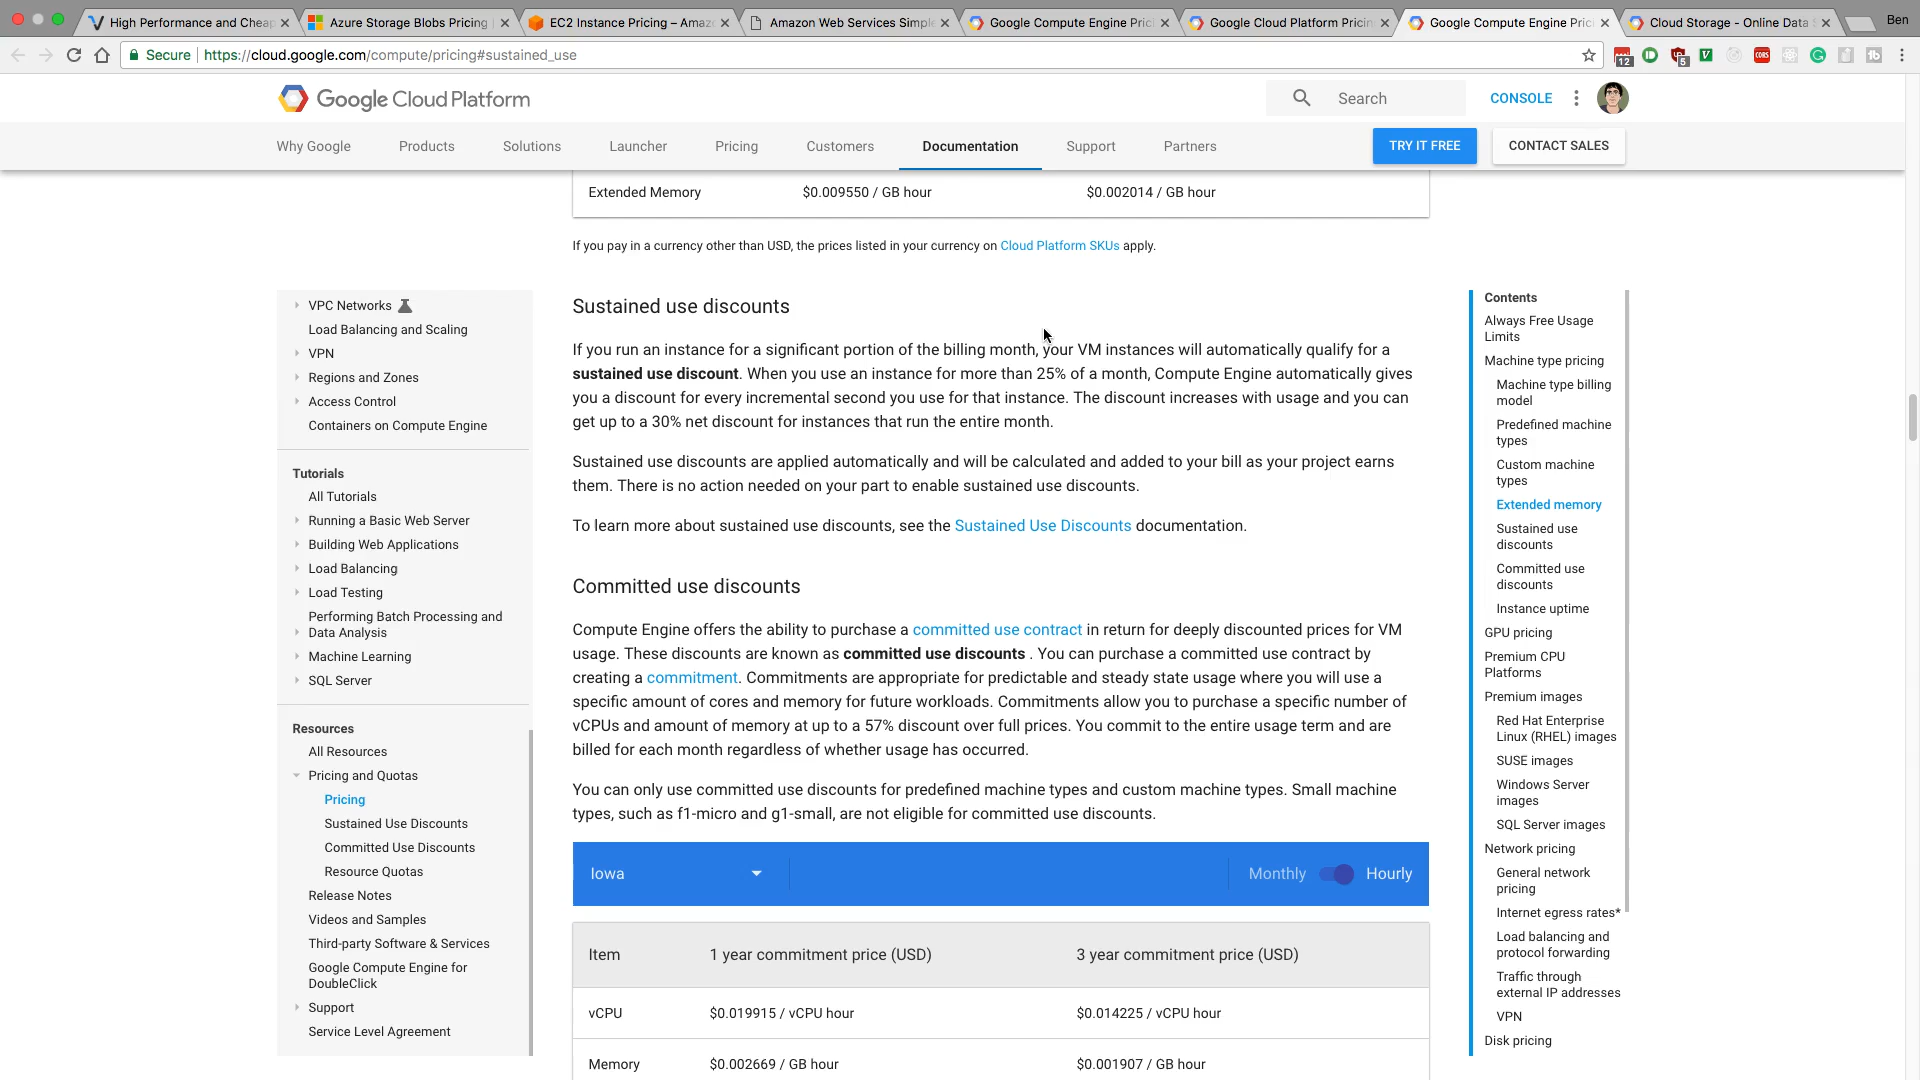 High Performance and Cheap
Azure Storage Blobs Pricing
EC2 Instance Pricing – Amaz
Amazon Web Services Simple
Google Compute Engine Prici
Google Cloud Platform Pricin
Google Compute Engine Prici
Cloud Storage - Online Data S
Ben
Secure
https://cloud.google.com/compute/pricing#sustained_use
12
5
CORS
Google Cloud Platform
Search
CONSOLE
Why Google
Products
Solutions
Launcher
Pricing
Customers
Documentation
Support
Partners
TRY IT FREE
CONTACT SALES
Extended Memory $0.009550 / GB hour $0.002014 / GB hour
If you pay in a currency other than USD, the prices listed in your currency on Cloud Platform SKUs apply.
VPC Networks
Load Balancing and Scaling
VPN
Regions and Zones
Access Control
Containers on Compute Engine
Tutorials
All Tutorials
Running a Basic Web Server
Building Web Applications
Load Balancing
Load Testing
Performing Batch Processing and
Data Analysis
Machine Learning
SQL Server
Resources
All Resources
Pricing and Quotas
Pricing
Sustained Use Discounts
Committed Use Discounts
Resource Quotas
Release Notes
Videos and Samples
Third-party Software & Services
Google Compute Engine for
DoubleClick
Support
Service Level Agreement
Sustained use discounts
If you run an instance for a significant portion of the billing month, your VM instances will automatically qualify for a
sustained use discount. When you use an instance for more than 25% of a month, Compute Engine automatically gives
you a discount for every incremental second you use for that instance. The discount increases with usage and you can
get up to a 30% net discount for instances that run the entire month.
Sustained use discounts are applied automatically and will be calculated and added to your bill as your project earns
them. There is no action needed on your part to enable sustained use discounts.
To learn more about sustained use discounts, see the Sustained Use Discounts documentation.
Committed use discounts
Compute Engine offers the ability to purchase a committed use contract in return for deeply discounted prices for VM
usage. These discounts are known as committed use discounts . You can purchase a committed use contract by
creating a commitment. Commitments are appropriate for predictable and steady state usage where you will use a
specific amount of cores and memory for future workloads. Commitments allow you to purchase a specific number of
vCPUs and amount of memory at up to a 57% discount over full prices. You commit to the entire usage term and are
billed for each month regardless of whether usage has occurred.
You can only use committed use discounts for predefined machine types and custom machine types. Small machine
types, such as f1-micro and g1-small, are not eligible for committed use discounts.
Iowa
Monthly
Hourly
Item 1 year commitment price (USD) 3 year commitment price (USD)
vCPU $0.019915 / vCPU hour $0.014225 / vCPU hour
Memory $0.002669 / GB hour $0.001907 / GB hour
Contents
Always Free Usage
Limits
Machine type pricing
Machine type billing
model
Predefined machine
types
Custom machine
types
Extended memory
Sustained use
discounts
Committed use
discounts
Instance uptime
GPU pricing
Premium CPU
Platforms
Premium images
Red Hat Enterprise
Linux (RHEL) images
SUSE images
Windows Server
images
SQL Server images
Network pricing
General network
pricing
Internet egress rates*
Load balancing and
protocol forwarding
Traffic through
external IP addresses
VPN
Disk pricing